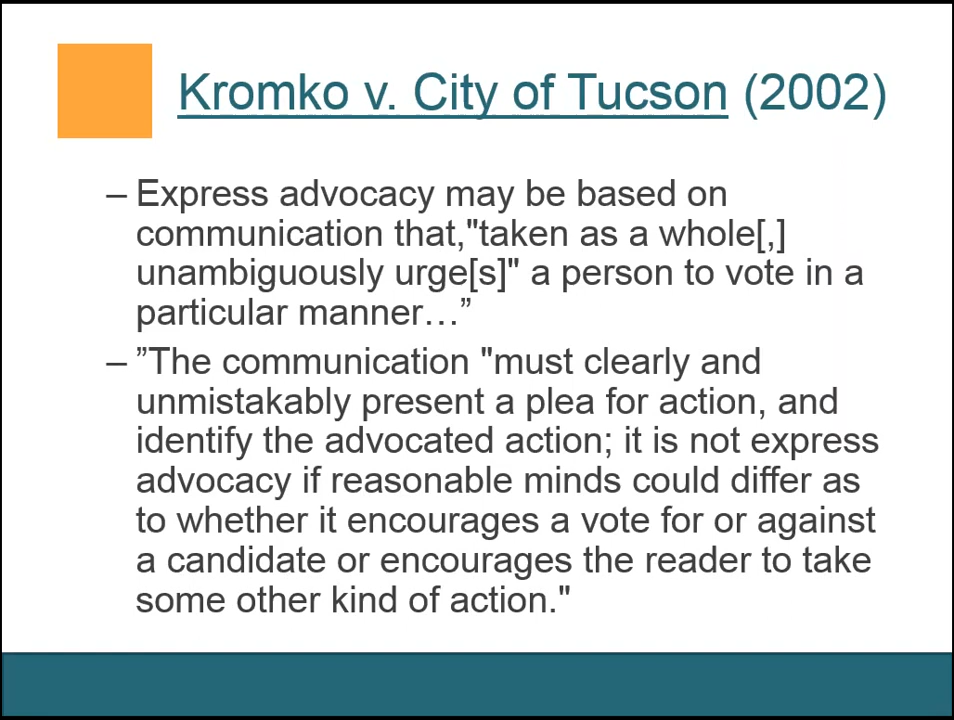 Kromko v. City of Tucson (2002)
– Express advocacy may be based on
communication that,"taken as a whole[,]
unambiguously urge[s]" a person to vote in a
particular manner…”
– ”The communication "must clearly and
unmistakably present a plea for action, and
identify the advocated action; it is not express
advocacy if reasonable minds could differ as
to whether it encourages a vote for or against
a candidate or encourages the reader to take
some other kind of action."